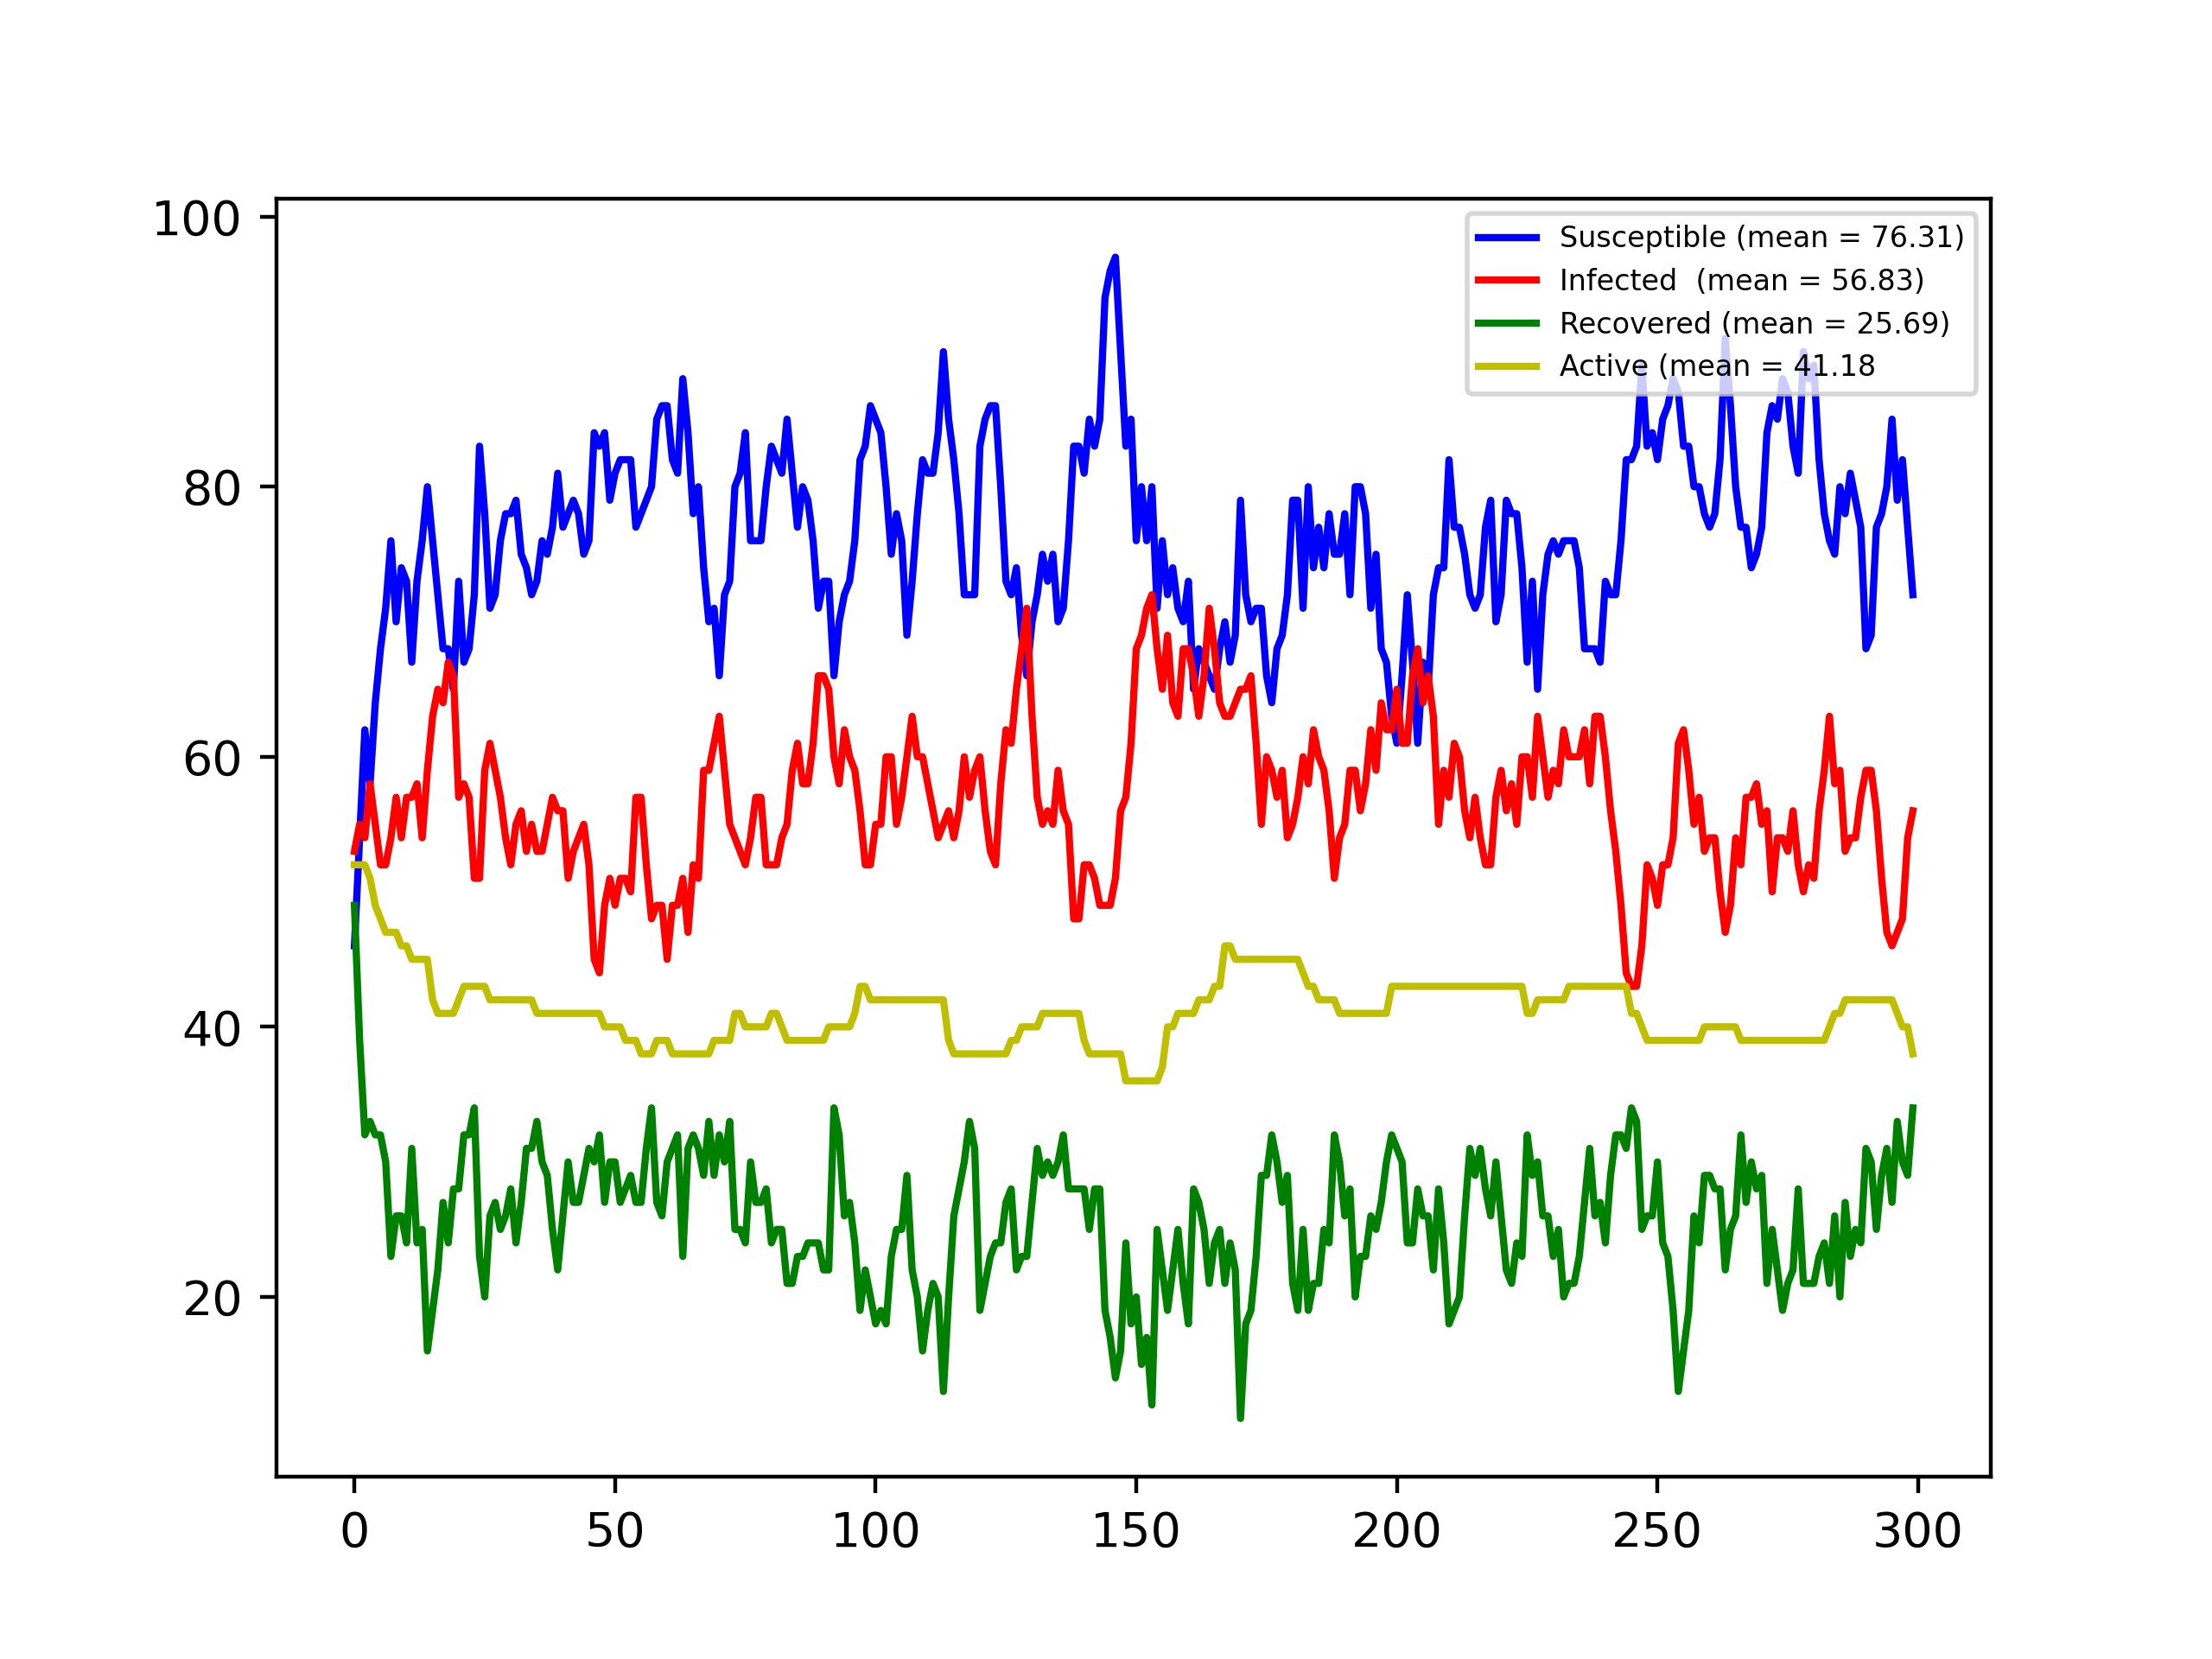 100
80
60
40
20
0 50 100 150 200 250 300
Susceptible (mean = 76.31)
Infected  (mean = 56.83)
Recovered (mean = 25.69)
Active (mean = 41.18